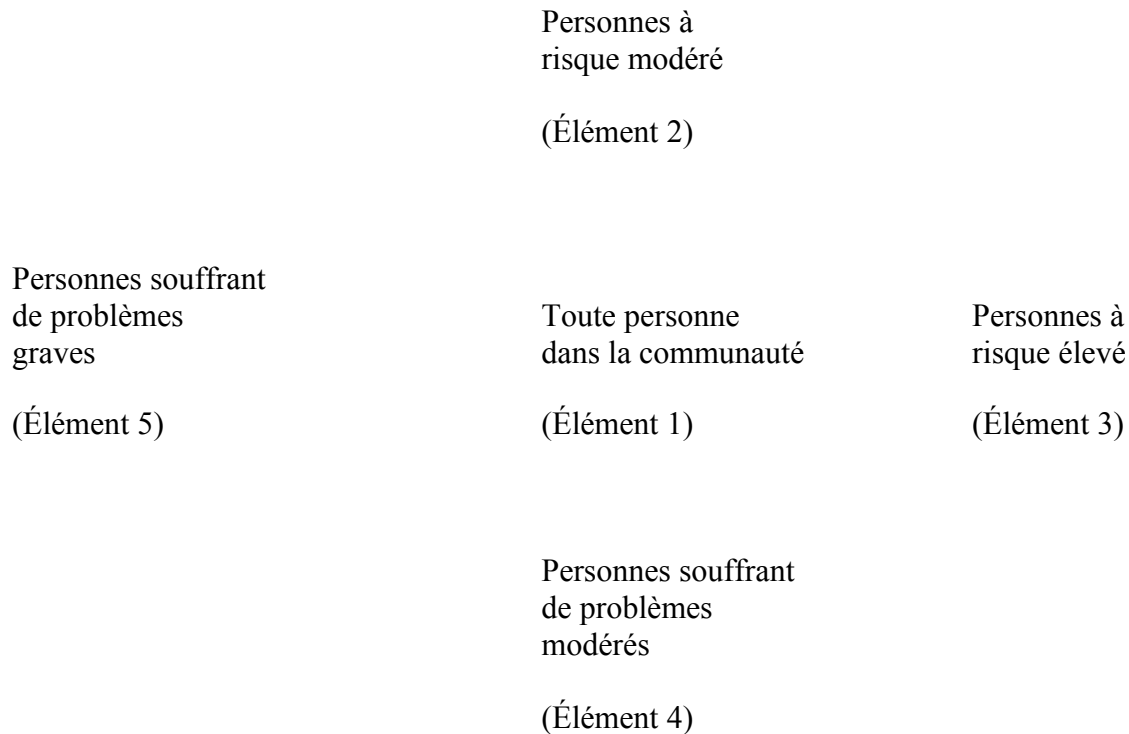 Personnes à
risque modéré
(Élément 2)
Personnes souffrant
de problèmes
graves
(Élément 5)
Toute personne
dans la communauté
(Élément 1)
Personnes à
risque élevé
(Élément 3)
Personnes souffrant
de problèmes
modérés
(Élément 4)